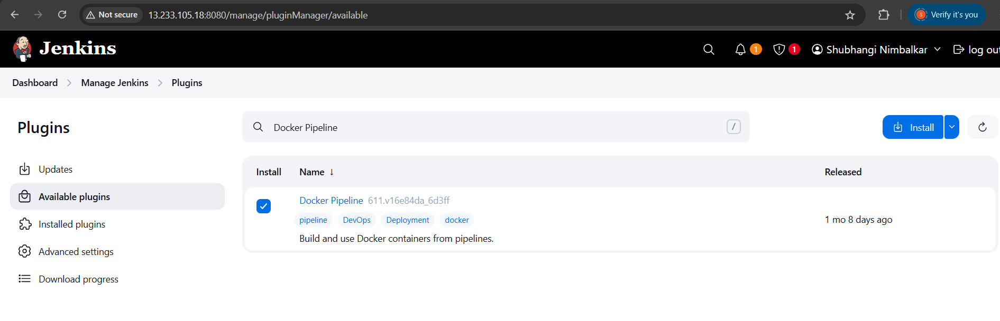 Not secure 13.233.105.18:8080/manage/pluginManager/available S Verify it's you
Jenkins 1 1 Shubhangi Nimbalkar log out
Dashboard Manage Jenkins Plugins
Plugins
Updates
Available plugins
Installed plugins
Advanced settings
Download progress
Docker Pipeline / Install
Install Name ↓ Released
Docker Pipeline 611.v16e84da_6d3ff
pipeline DevOps Deployment docker
Build and use Docker containers from pipelines.
1 mo 8 days ago